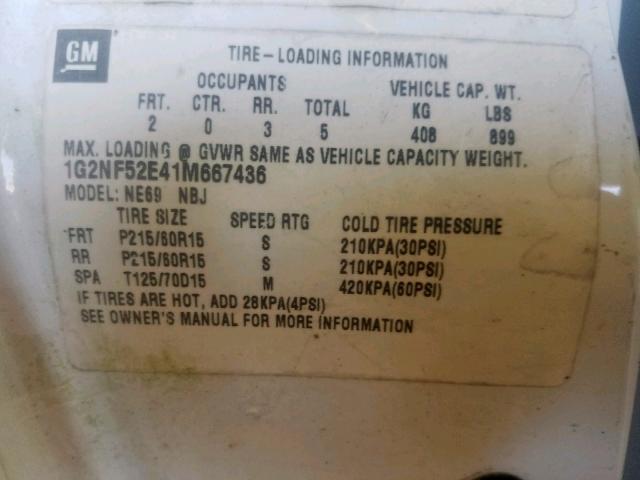 GM
TIRE-LOADING INFORMATION
OCCUPANTS VEHICLE CAP. WT.
FRT. CTR. RR. TOTAL KG LBS
2 0 3 5 408 899
MAX. LOADING @ GVWR SAME AS VEHICLE CAPACITY WEIGHT.
1G2NF52E41M667436
MODEL: NE69 NBJ
TIRE SIZE SPEED RTG COLD TIRE PRESSURE
FRT P215/60R15 S 210KPA(30PSI)
RR P215/60R15 S 210KPA(30PSI)
SPA T125/70D15 M 420KPA(60PSI)
IF TIRES ARE HOT, ADD 28KPA(4PSI)
SEE OWNER'S MANUAL FOR MORE INFORMATION